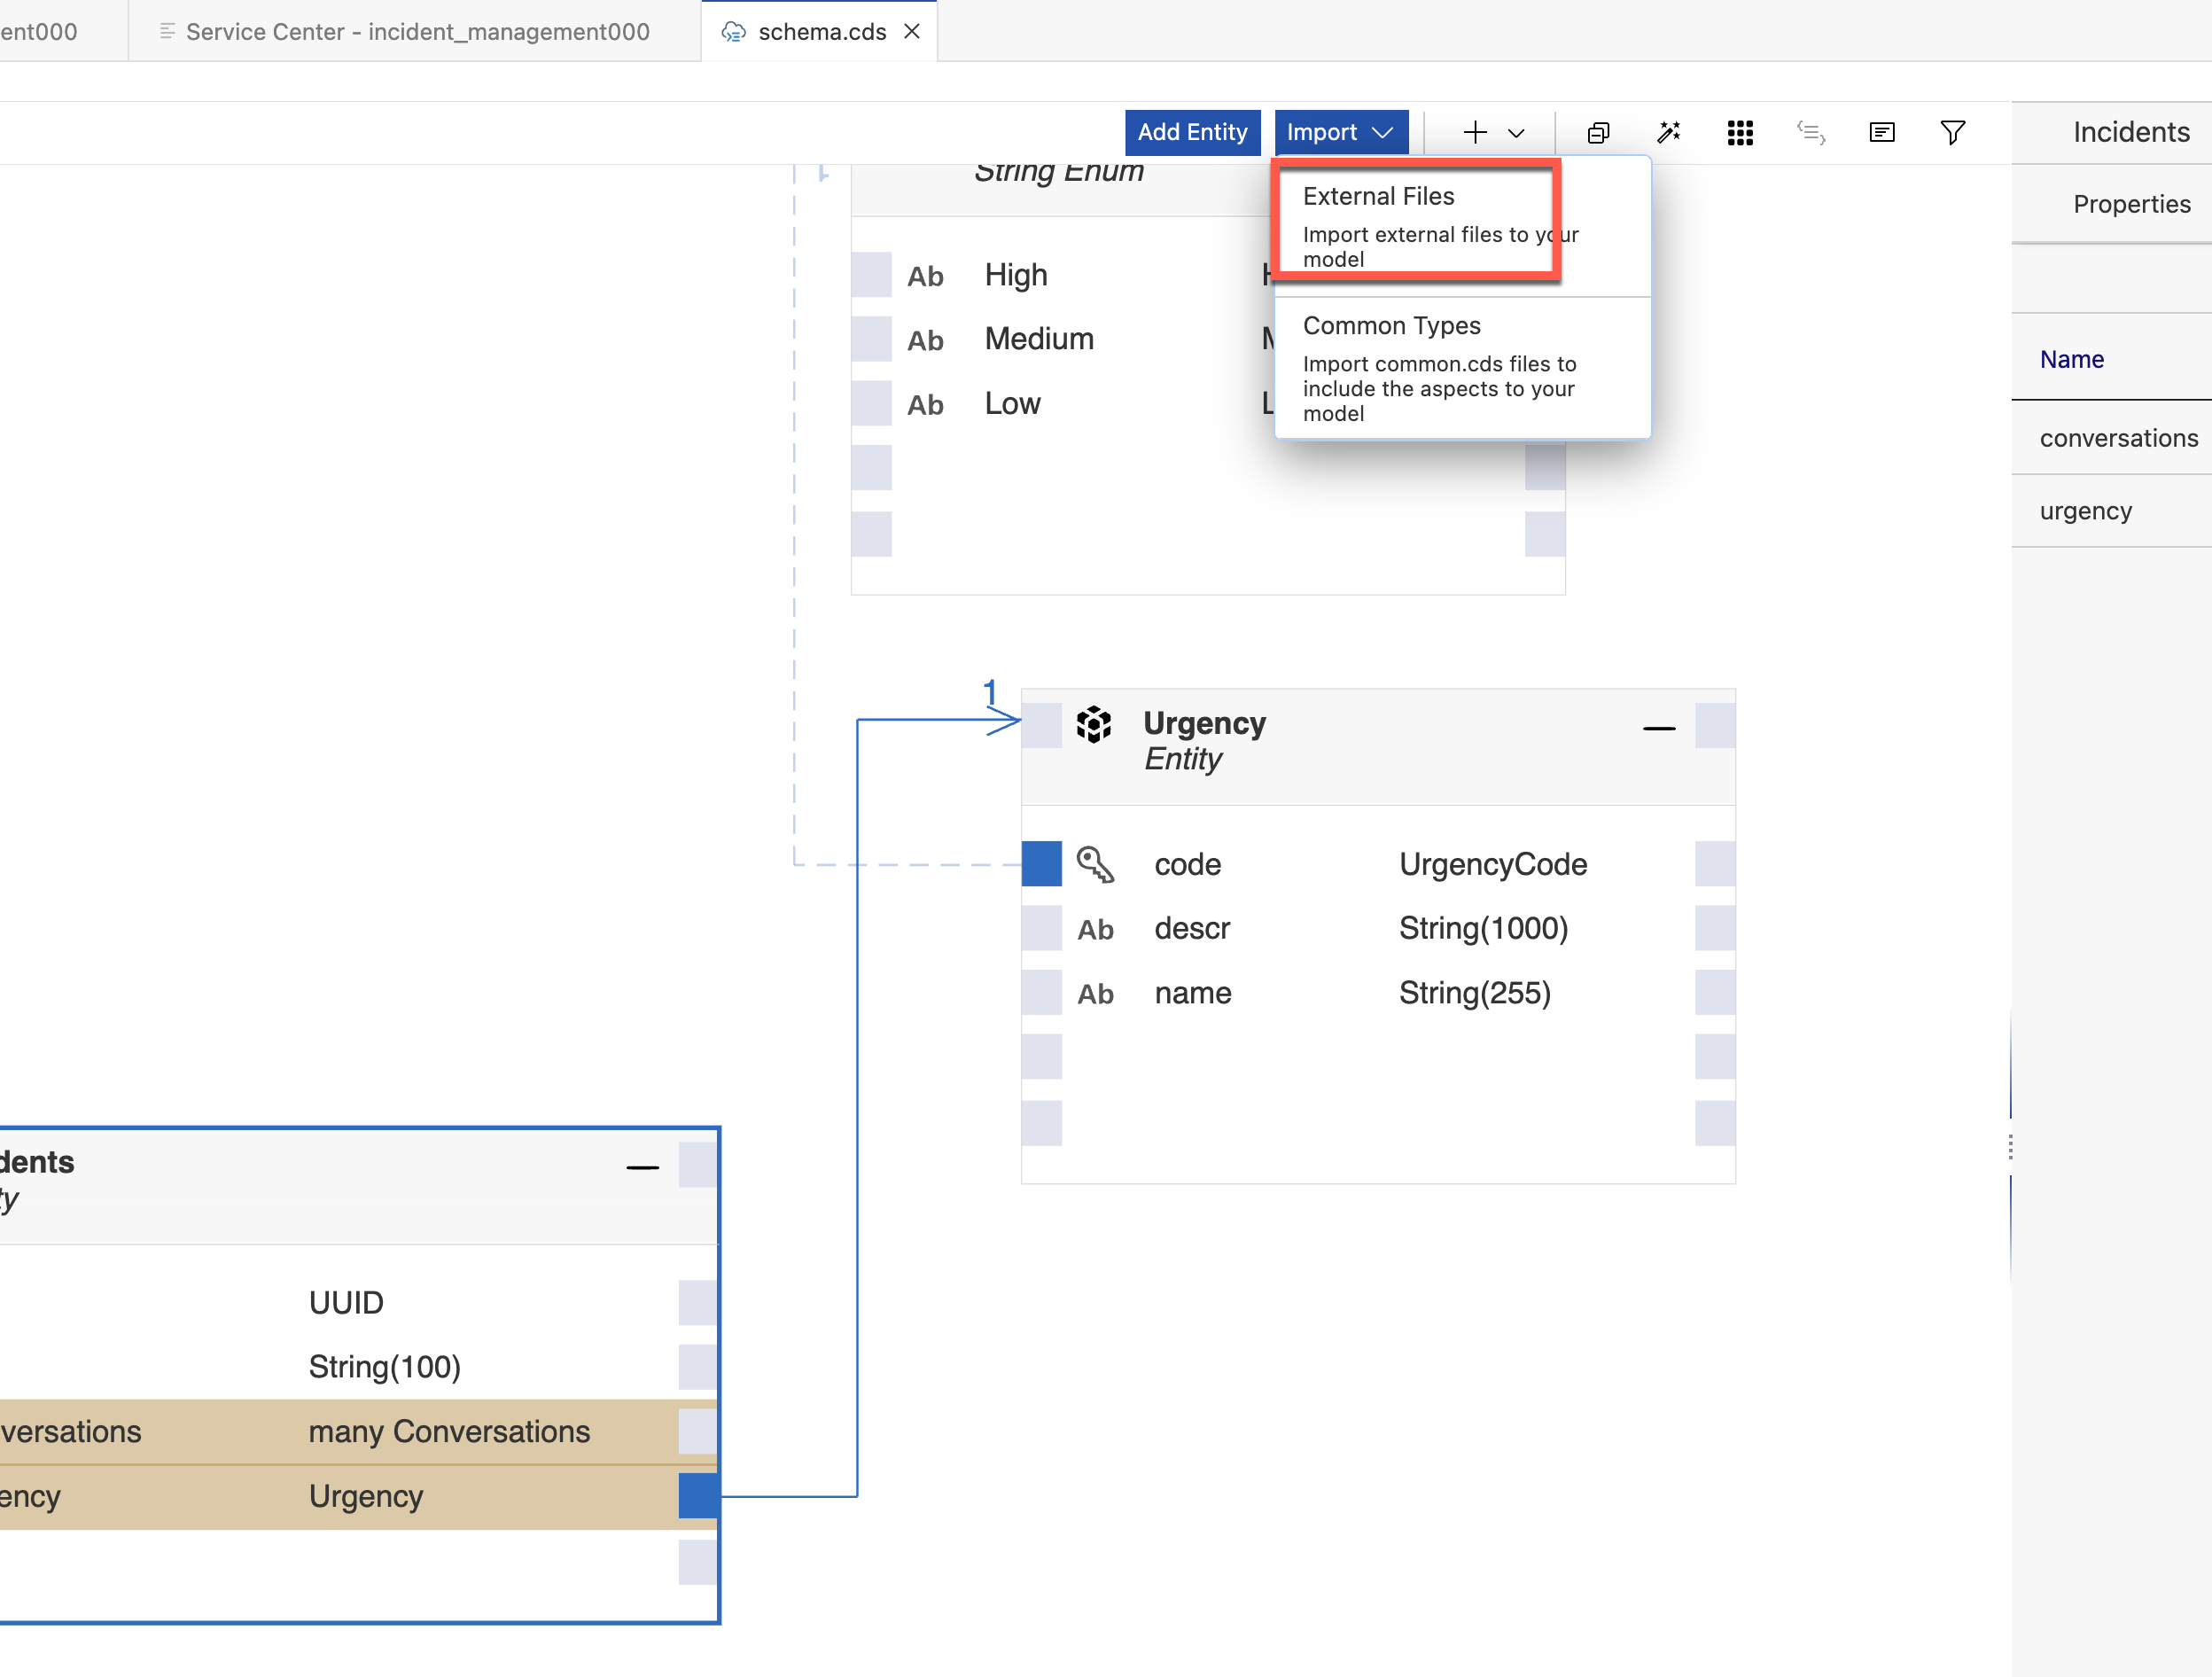 ent000
Service Center - incident_management000
schema.cds
Add Entity
Import
Incidents
Properties
Name
conversations
urgency
External Files
Import external files to your
model
Common Types
Import common.cds files to
include the aspects to your
model
String Enum
Ab High H
Ab Medium
Ab Low L
1
Urgency
Entity
code UrgencyCode
Ab descr String(1000)
Ab name String(255)
dents
ty
UUID
String(100)
versations many Conversations
ency Urgency